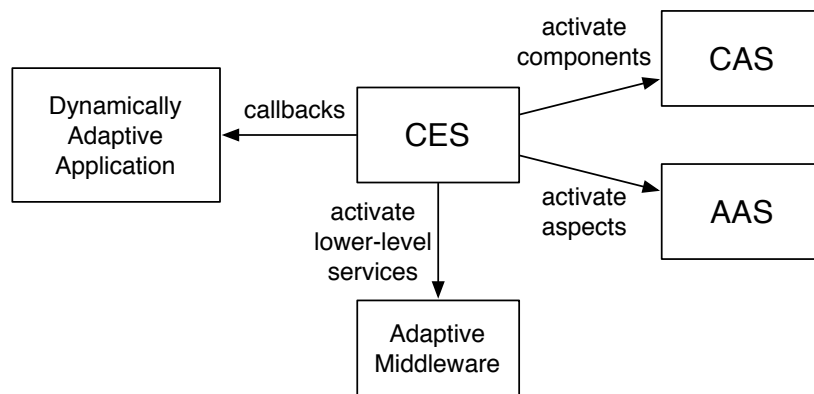 activate
components
CAS
Dynamically
Adaptive
Application
callbacks
CES
activate
aspects
AAS
activate
lower-level
services
Adaptive
Middleware